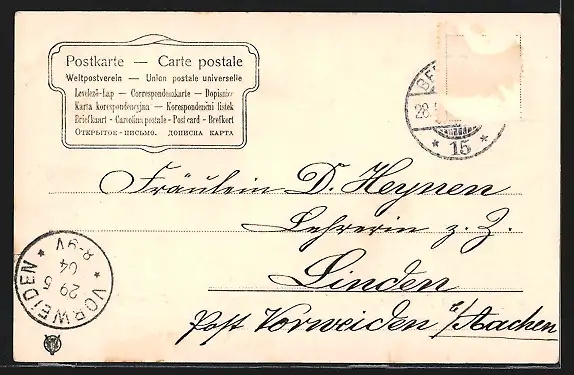 Postkarte — Carte postale
Weltpostverein — Union postale universelle
Levelező-Lap — Correspondenzkarte — Dopisnice
Karta korespondencyjna — Korespondenční lístek
Briefkaart - Cartolina postale - Post card - Brefkort
ОТКРЫТОЕ - ПИСЬМО. ДОПИСНА КАРТА
28.
15
Fräulein D. Heynen
Lehrerin z. Z.
Linden
Post Vorweiden b/Aachen
VORWEIDEN
29 5
04
8-9V